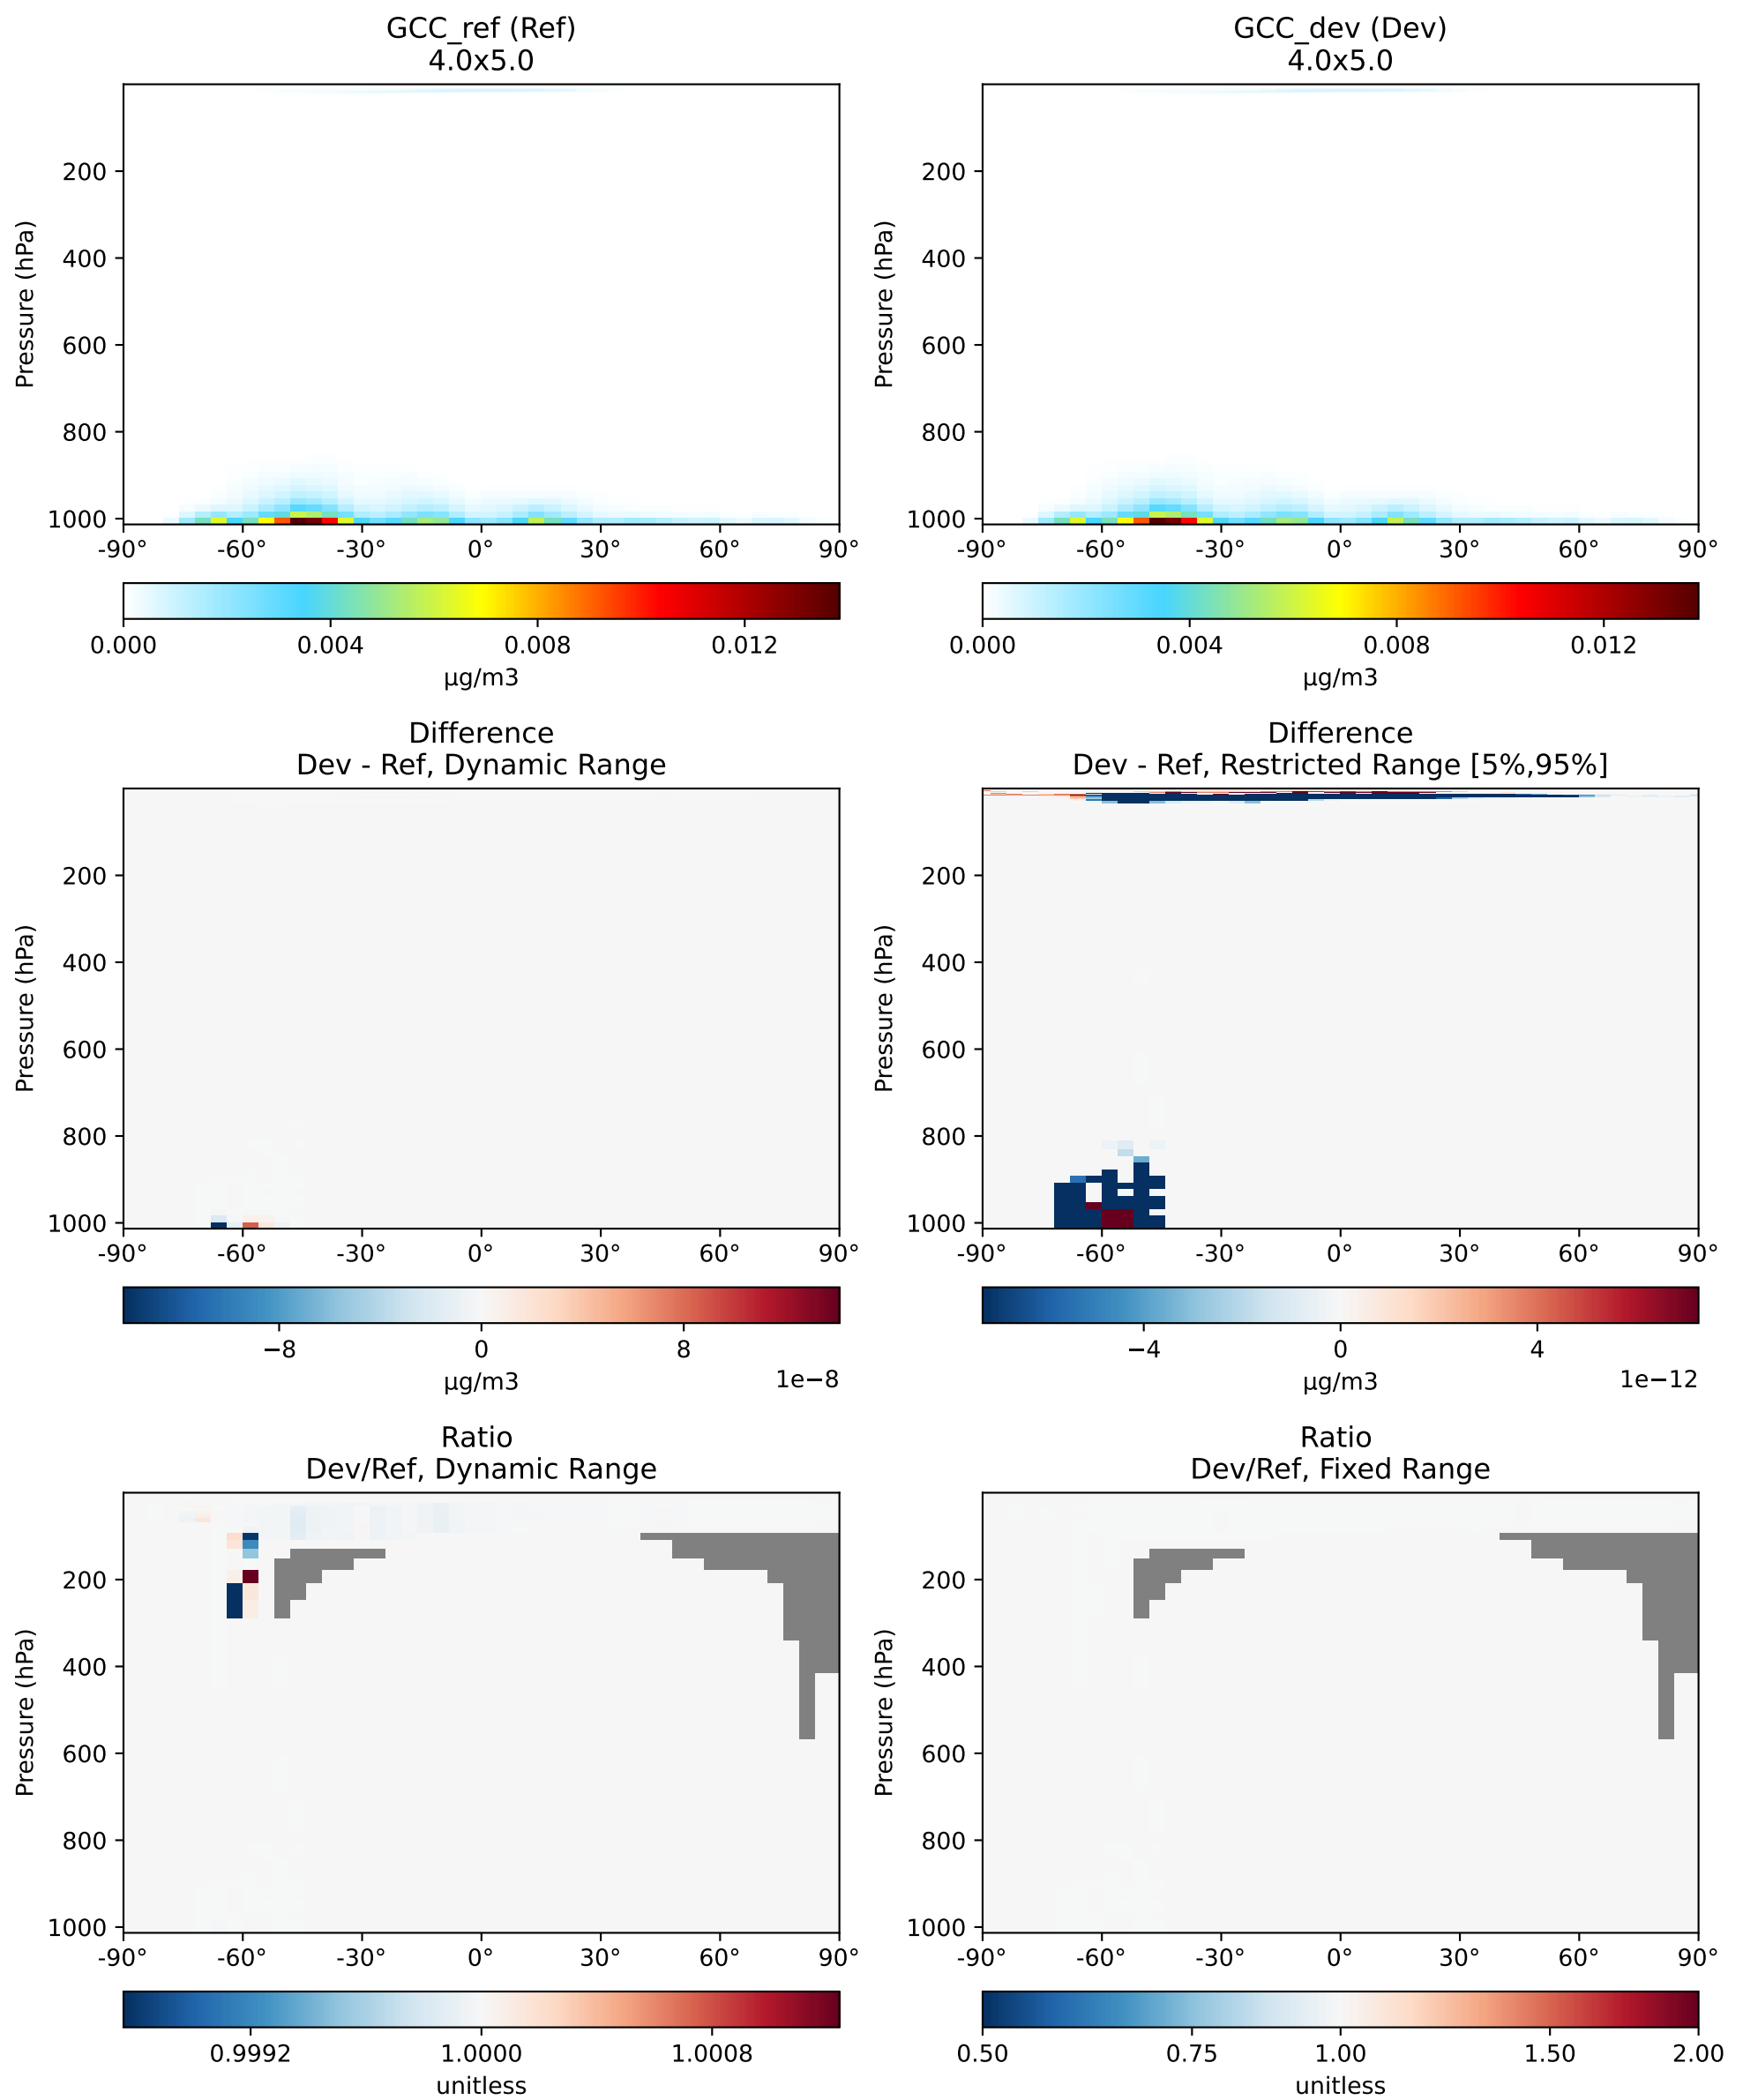 GCC_ref (Ref)
4.0x5.0
Pressure (hPa)
200
400
600
800
1000
-90° -60° -30° 0° 30° 60° 90°
0.000 0.004 0.008 0.012
µg/m3
GCC_dev (Dev)
4.0x5.0
Pressure (hPa)
200
400
600
800
1000
-90° -60° -30° 0° 30° 60° 90°
0.000 0.004 0.008 0.012
µg/m3
Difference
Dev - Ref, Dynamic Range
Pressure (hPa)
200
400
600
800
1000
-90° -60° -30° 0° 30° 60° 90°
−8 0 8
µg/m3 1e−8
Difference
Dev - Ref, Restricted Range [5%,95%]
Pressure (hPa)
200
400
600
800
1000
-90° -60° -30° 0° 30° 60° 90°
−4 0 4
µg/m3 1e−12
Ratio
Dev/Ref, Dynamic Range
Pressure (hPa)
200
400
600
800
1000
-90° -60° -30° 0° 30° 60° 90°
0.9992 1.0000 1.0008
unitless
Ratio
Dev/Ref, Fixed Range
Pressure (hPa)
200
400
600
800
1000
-90° -60° -30° 0° 30° 60° 90°
0.50 0.75 1.00 1.50 2.00
unitless